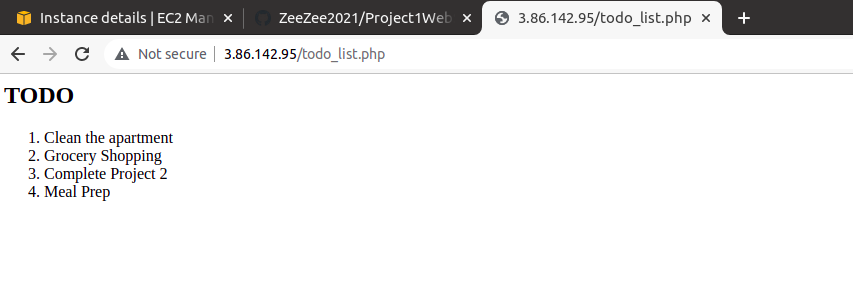 Instance details | EC2 Man
ZeeZee2021/Project1Web
3.86.142.95/todo_list.php
Not secure | 3.86.142.95/todo_list.php
TODO
1. Clean the apartment
2. Grocery Shopping
3. Complete Project 2
4. Meal Prep